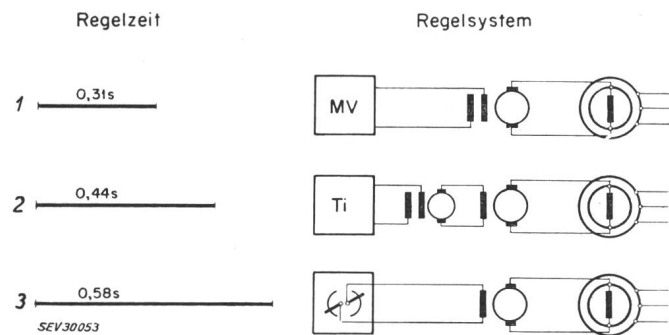 Regelzeit
Regelsystem
1
0,31s
MV
2
0,44s
Ti
3
0,58s
SEV30053